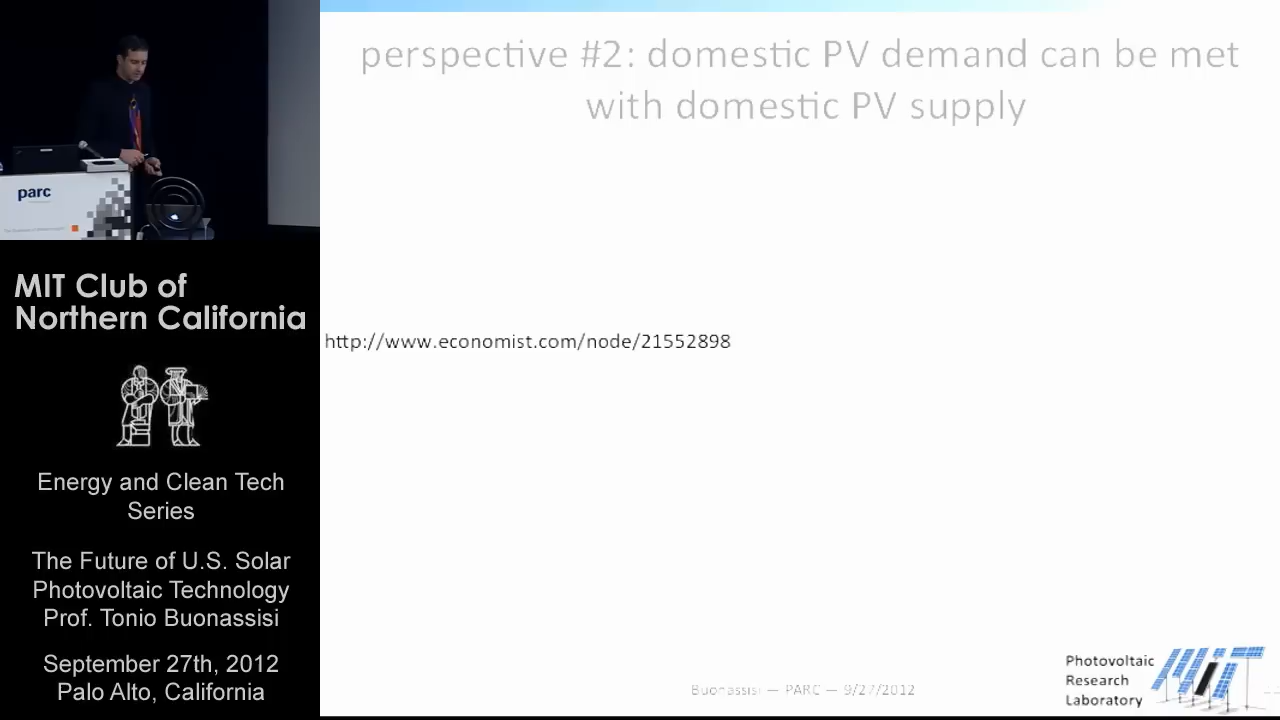 perspective #2: domestic PV demand can be met
with domestic PV supply
parc
MIT Club of
Northern California
http://www.economist.com/node/21552898
Energy and Clean Tech
Series
The Future of U.S. Solar
Photovoltaic Technology
Prof. Tonio Buonassisi
September 27th, 2012
Palo Alto, California
Buonassisi — PARC — 9/27/2012
Photovoltaic
Research
Laboratory
MIT